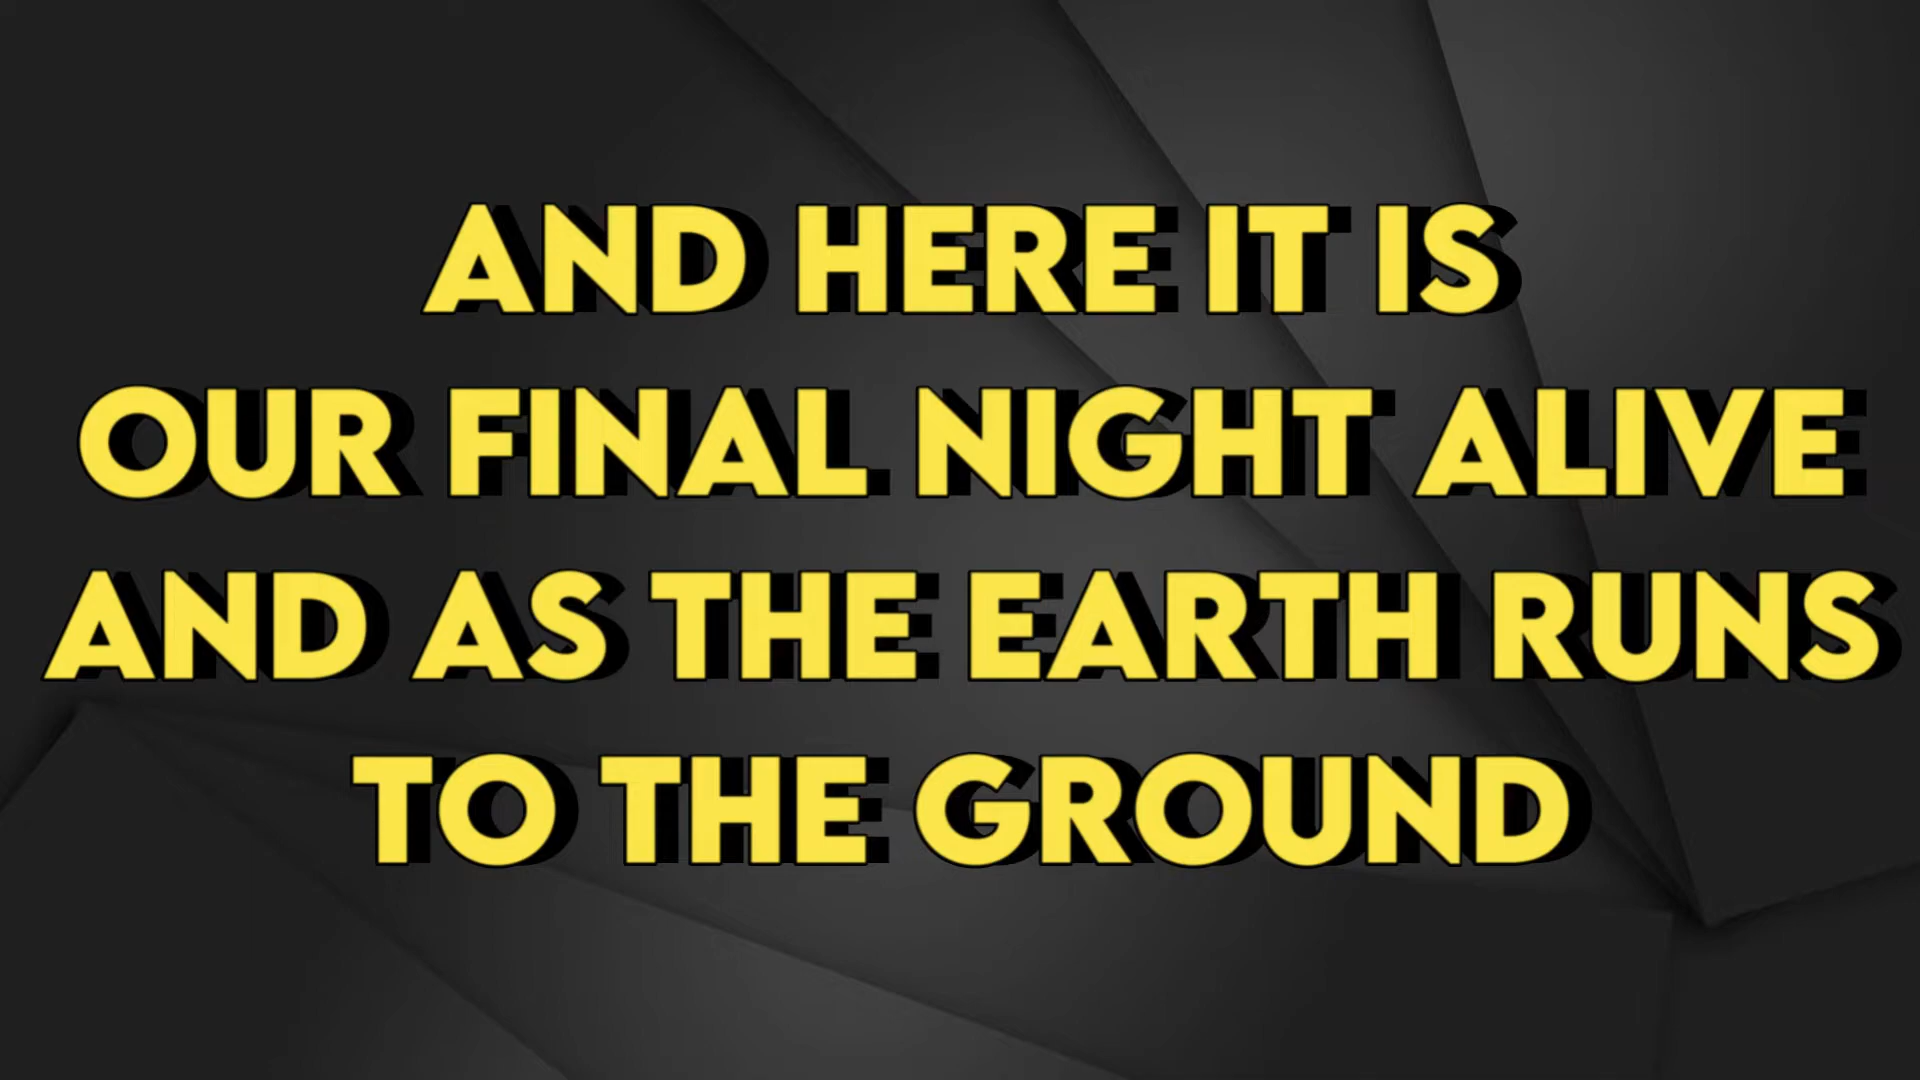 AND HERE IT IS
OUR FINAL NIGHT ALIVE
AND AS THE EARTH RUNS
TO THE GROUND